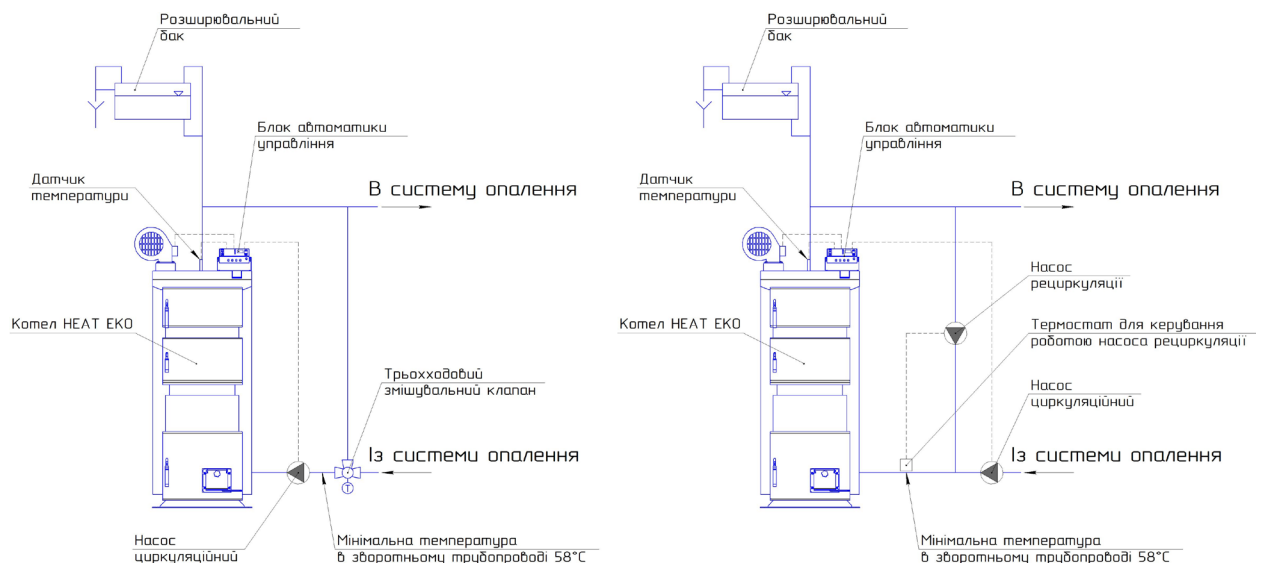 Розширювальний
бак
Блок автоматики
управління
Датчик
температури
В систему опалення
Котел HEAT EKO
Трьохходовий
змішувальний клапан
Із системи опалення
T
Насос
циркуляційний
Мінімальна температура
в зворотньому трубопроводі 58°C
Розширювальний
бак
Блок автоматики
управління
Датчик
температури
В систему опалення
Насос
рециркуляції
Котел HEAT EKO
Термостат для керування
работою насоса рециркуляції
Насос
циркуляційний
Із системи опалення
Мінімальна температура
в зворотньому трубопроводі 58°C